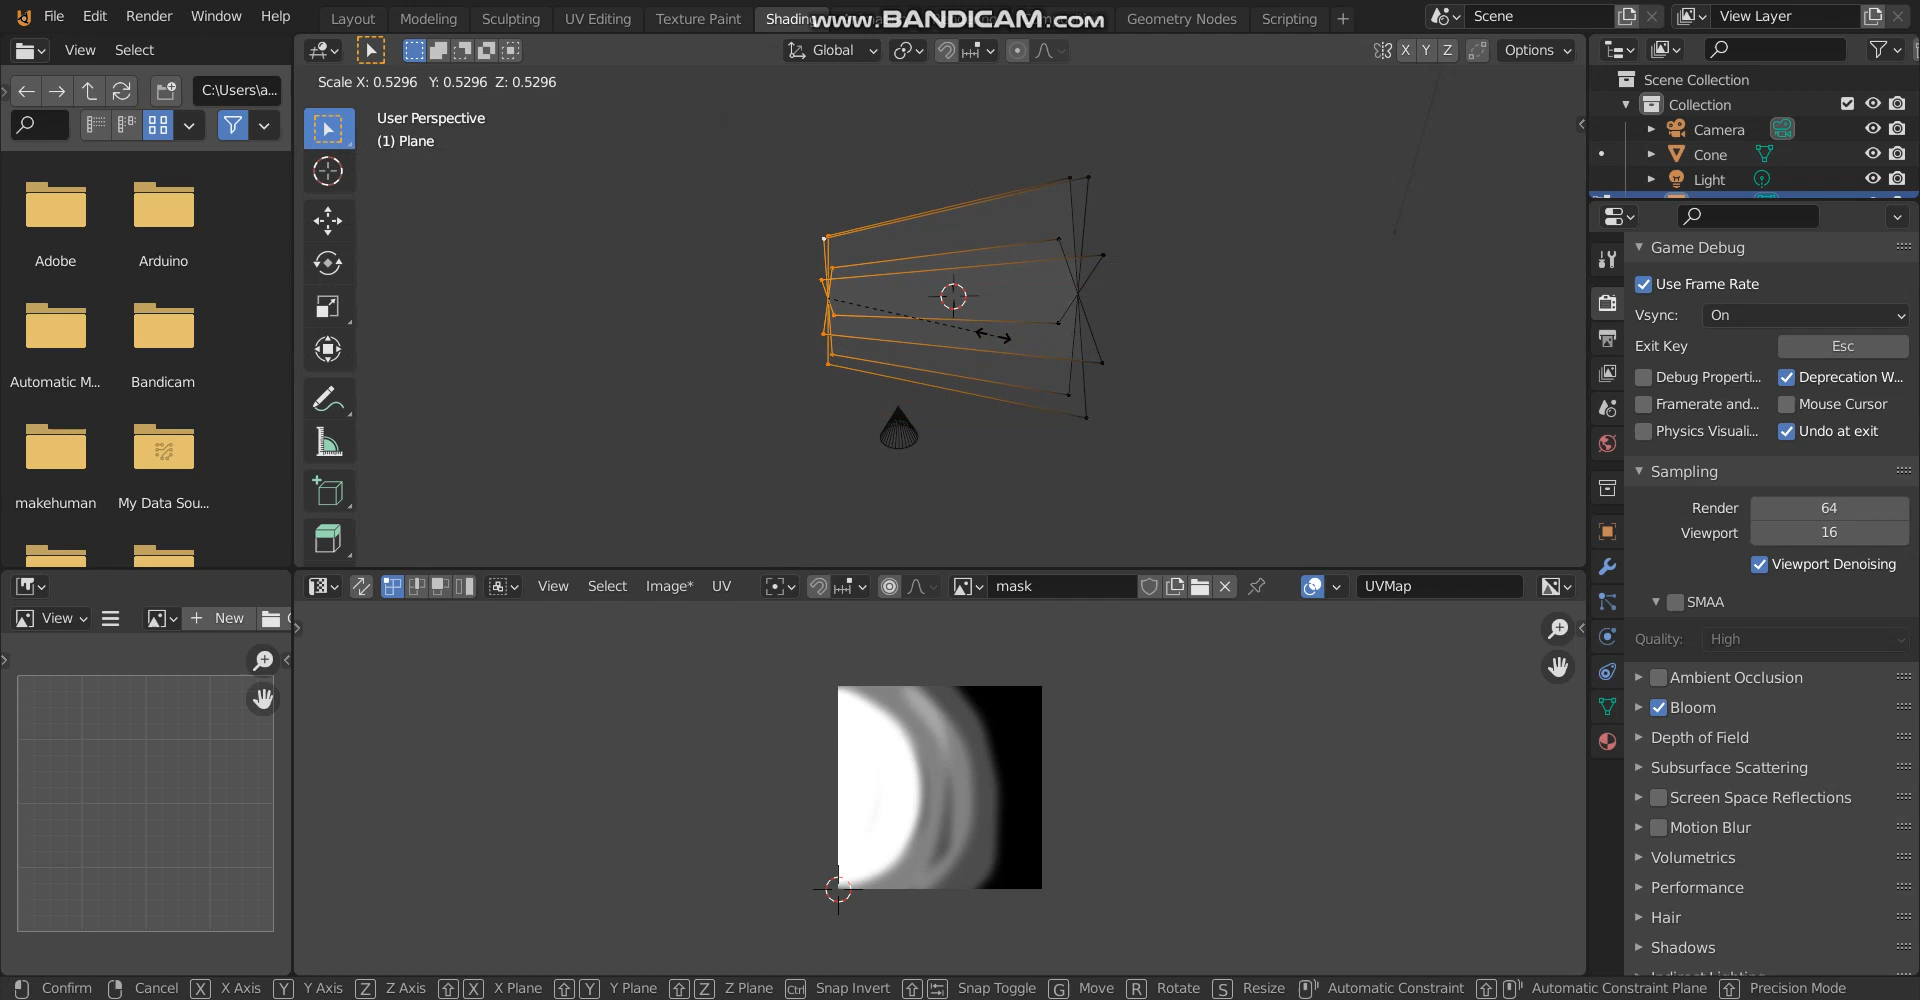 File Edit Render Window Help
Layout Modeling Sculpting UV Editing Texture Paint Shading Geometry Nodes Scripting +
www.BANDICAM.com
Scene
View Layer
View Select
Global
X Y Z Options
C:\Users\a...
Scale X: 0.5296 Y: 0.5296 Z: 0.5296
User Perspective
(1) Plane
Adobe
Arduino
Automatic M...
Bandicam
makehuman
My Data Sou...
Scene Collection
Collection
Camera
Cone
Light
Game Debug
Use Frame Rate
Vsync: On
Exit Key Esc
Debug Properti... Deprecation W...
Framerate and... Mouse Cursor
Physics Visuali... Undo at exit
Sampling
Render 64
Viewport 16
Viewport Denoising
SMAA
Quality: High
Ambient Occlusion
Bloom
Depth of Field
Subsurface Scattering
Screen Space Reflections
Motion Blur
Volumetrics
Performance
Hair
Shadows
View
+ New
View Select Image* UV
mask
UVMap
Confirm Cancel X X Axis Y Y Axis Z Z Axis X X Plane Y Y Plane Z Z Plane Ctrl Snap Invert Snap Toggle G Move R Rotate S Resize Automatic Constraint Automatic Constraint Plane Precision Mode